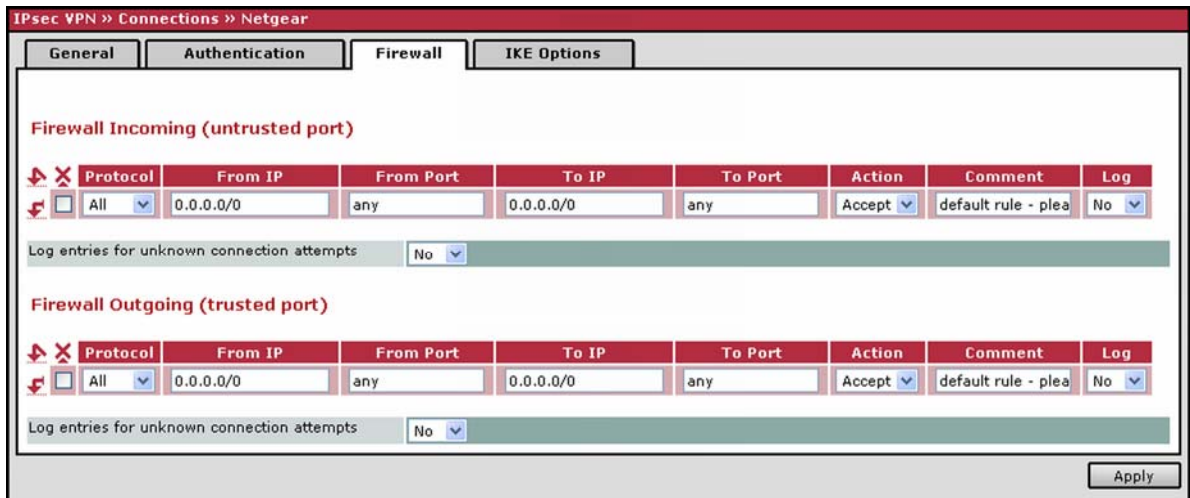 IPsec VPN » Connections » Netgear
General Authentication Firewall IKE Options
Firewall Incoming (untrusted port)
Protocol From IP From Port To IP To Port Action Comment Log
All 0.0.0.0/0 any 0.0.0.0/0 any Accept default rule - plea No
Log entries for unknown connection attempts No
Firewall Outgoing (trusted port)
Protocol From IP From Port To IP To Port Action Comment Log
All 0.0.0.0/0 any 0.0.0.0/0 any Accept default rule - plea No
Log entries for unknown connection attempts No
Apply